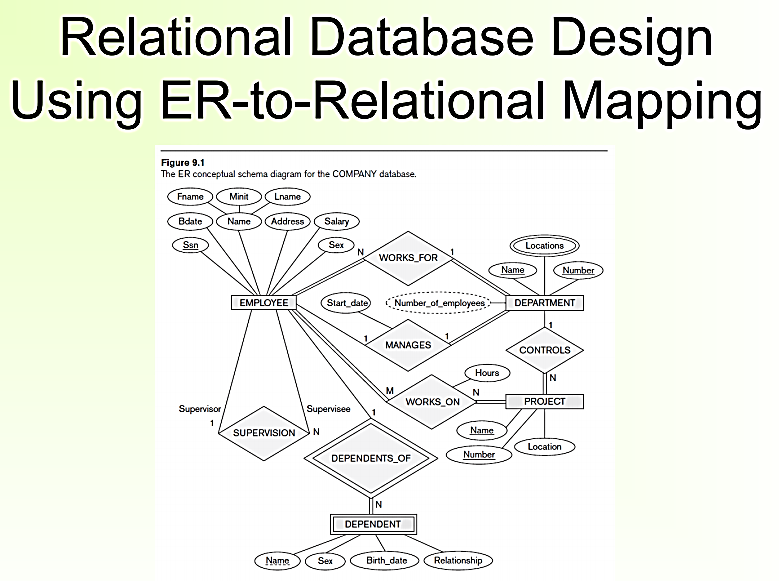 Relational Database Design
Using ER-to-Relational Mapping
Figure 9.1
The ER conceptual schema diagram for the COMPANY database.
Fname Minit Lname
Bdate Name Address Salary
Ssn Sex N WORKS_FOR 1 Locations
Name Number
EMPLOYEE Start_date Number_of_employees DEPARTMENT
1 MANAGES 1 1 CONTROLS
Hours N
M WORKS_ON N PROJECT
Supervisor Supervisee
1 SUPERVISION N 1 Name
Number Location
DEPENDENTS_OF
N
DEPENDENT
Name Sex Birth_date Relationship